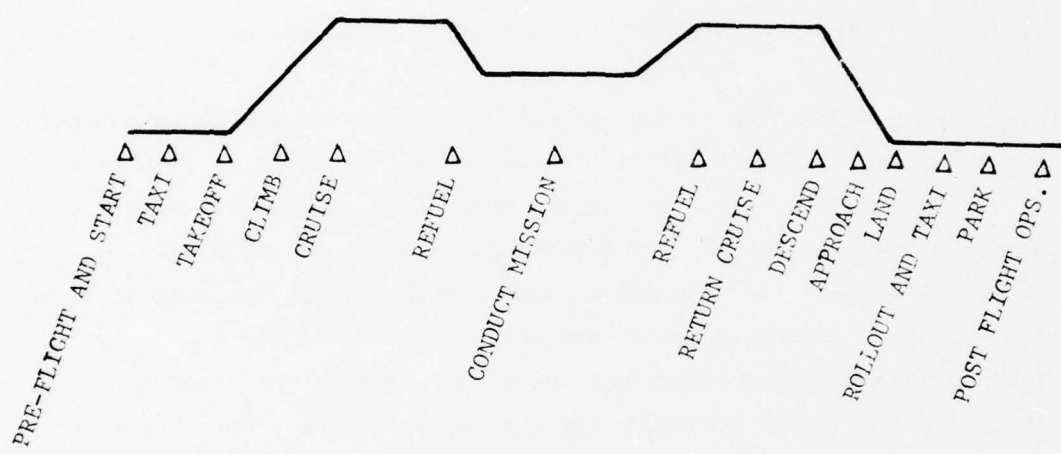 PRE-FLIGHT AND START
TAXI
TAKEOFF
CLIMB
CRUISE
REFUEL
CONDUCT MISSION
REFUEL
RETURN CRUISE
DESCEND
APPROACH
LAND
ROLLOUT AND TAXI
PARK
POST FLIGHT OPS.